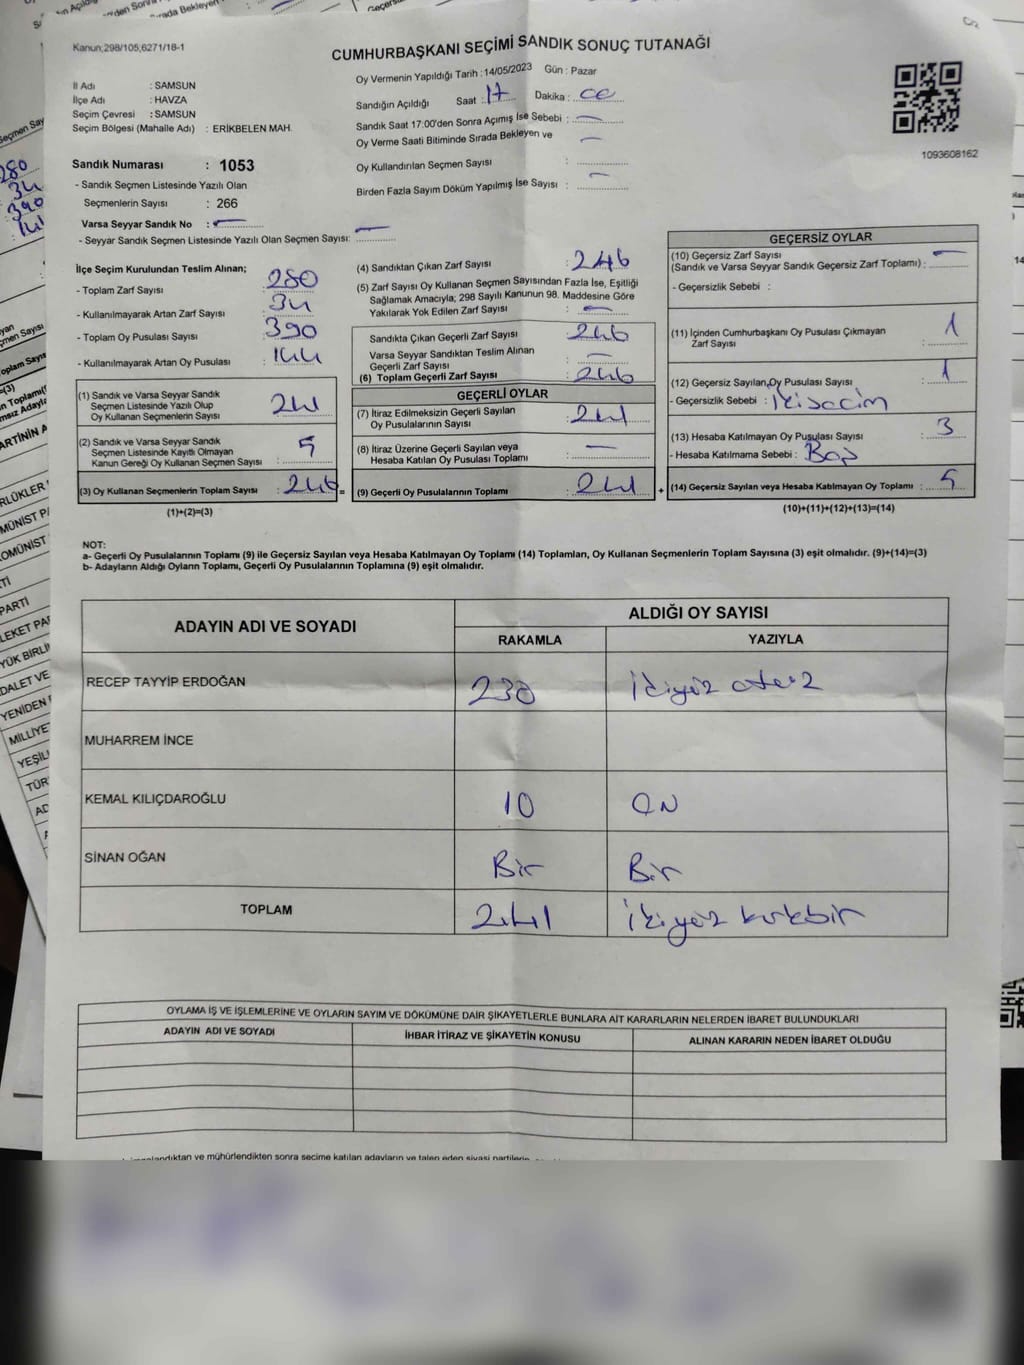 Kanun;298/105,6271/18-1
CUMHURBAŞKANI SEÇİMİ SANDIK SONUÇ TUTANAĞI
İl Adı : SAMSUN
İlçe Adı : HAVZA
Seçim Çevresi : SAMSUN
Seçim Bölgesi (Mahalle Adı) : ERİKBELEN MAH.
Oy Vermenin Yapıldığı Tarih : 14/05/2023 Gün : Pazar
Sandığın Açıldığı Saat : 17 Dakika :
Sandık Saat 17:00'den Sonra Açımış İse Sebebi : —
Oy Verme Saati Bitiminde Sırada Bekleyen ve —
Oy Kullandırılan Seçmen Sayısı :
Birden Fazla Sayım Döküm Yapılmış İse Sayısı : —
1093608162
Sandık Numarası : 1053
- Sandık Seçmen Listesinde Yazılı Olan
Seçmenlerin Sayısı : 266
Varsa Seyyar Sandık No : —
- Seyyar Sandık Seçmen Listesinde Yazılı Olan Seçmen Sayısı: —
İlçe Seçim Kurulundan Teslim Alınan;
- Toplam Zarf Sayısı : 280
- Kullanılmayarak Artan Zarf Sayısı : 34
- Toplam Oy Pusulası Sayısı : 390
- Kullanılmayarak Artan Oy Pusulası : 144
(1) Sandık ve Varsa Seyyar Sandık
Seçmen Listesinde Yazılı Olup
Oy Kullanan Seçmenlerin Sayısı : 241
(2) Sandık ve Varsa Seyyar Sandık
Seçmen Listesinde Kayıtlı Olmayan
Kanun Gereği Oy Kullanan Seçmen Sayısı : 5
(3) Oy Kullanan Seçmenlerin Toplam Sayısı : 246 =
(1)+(2)=(3)
(4) Sandıktan Çıkan Zarf Sayısı : 246
(5) Zarf Sayısı Oy Kullanan Seçmen Sayısından Fazla İse, Eşitliği
Sağlamak Amacıyla; 298 Sayılı Kanunun 98. Maddesine Göre
Yakılarak Yok Edilen Zarf Sayısı : —
Sandıkta Çıkan Geçerli Zarf Sayısı : 246
Varsa Seyyar Sandıktan Teslim Alınan
Geçerli Zarf Sayısı : —
(6) Toplam Geçerli Zarf Sayısı : 246
GEÇERLİ OYLAR
(7) İtiraz Edilmeksizin Geçerli Sayılan
Oy Pusulalarının Sayısı : 241
(8) İtiraz Üzerine Geçerli Sayılan veya
Hesaba Katılan Oy Pusulası Toplamı : —
(9) Geçerli Oy Pusulalarının Toplamı : 241 +
GEÇERSİZ OYLAR
(10) Geçersiz Zarf Sayısı
(Sandık ve Varsa Seyyar Sandık Geçersiz Zarf Toplamı) : —
- Geçersizlik Sebebi :
(11) İçinden Cumhurbaşkanı Oy Pusulası Çıkmayan
Zarf Sayısı : 1
(12) Geçersiz Sayılan Oy Pusulası Sayısı : 1
- Geçersizlik Sebebi : İki seçim
(13) Hesaba Katılmayan Oy Pusulası Sayısı : 3
- Hesaba Katılmama Sebebi : Boş
(14) Geçersiz Sayılan veya Hesaba Katılmayan Oy Toplamı : 5
(10)+(11)+(12)+(13)=(14)
NOT:
a- Geçerli Oy Pusulalarının Toplamı (9) ile Geçersiz Sayılan veya Hesaba Katılmayan Oy Toplamı (14) Toplamları, Oy Kullanan Seçmenlerin Toplam Sayısına (3) eşit olmalıdır. (9)+(14)=(3)
b- Adayların Aldığı Oyların Toplamı, Geçerli Oy Pusulalarının Toplamına (9) eşit olmalıdır.
ADAYIN ADI VE SOYADI ALDIĞI OY SAYISI
RAKAMLA YAZIYLA
RECEP TAYYİP ERDOĞAN 230 İkiyüz otuz
MUHARREM İNCE
KEMAL KILIÇDAROĞLU 10 ON
SİNAN OĞAN Bir Bir
TOPLAM 241 İkiyüz kırkbir
OYLAMA İŞ VE İŞLEMLERİNE VE OYLARIN SAYIM VE DÖKÜMÜNE DAİR ŞİKAYETLERLE BUNLARA AİT KARARLARIN NELERDEN İBARET BULUNDUKLARI
ADAYIN ADI VE SOYADI İHBAR İTİRAZ VE ŞİKAYETİN KONUSU ALINAN KARARIN NEDEN İBARET OLDUĞU
ve mühürlendikten sonra seçime katılan adayların ve talep eden siyasi partilerin